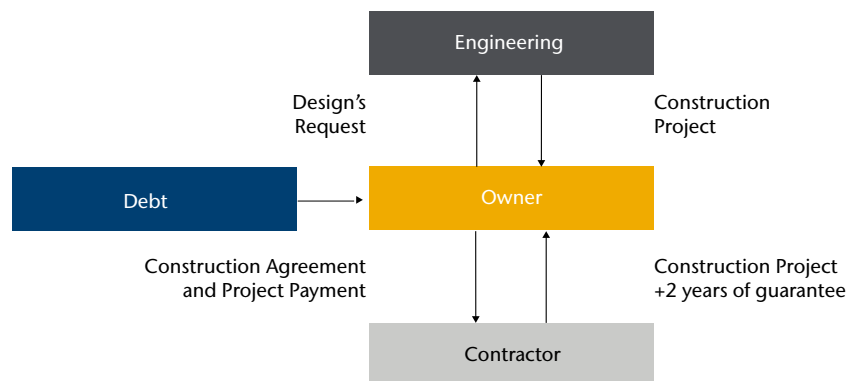 Engineering
Design's
Request
Construction
Project
Debt
Owner
Construction Agreement
and Project Payment
Construction Project
+2 years of guarantee
Contractor